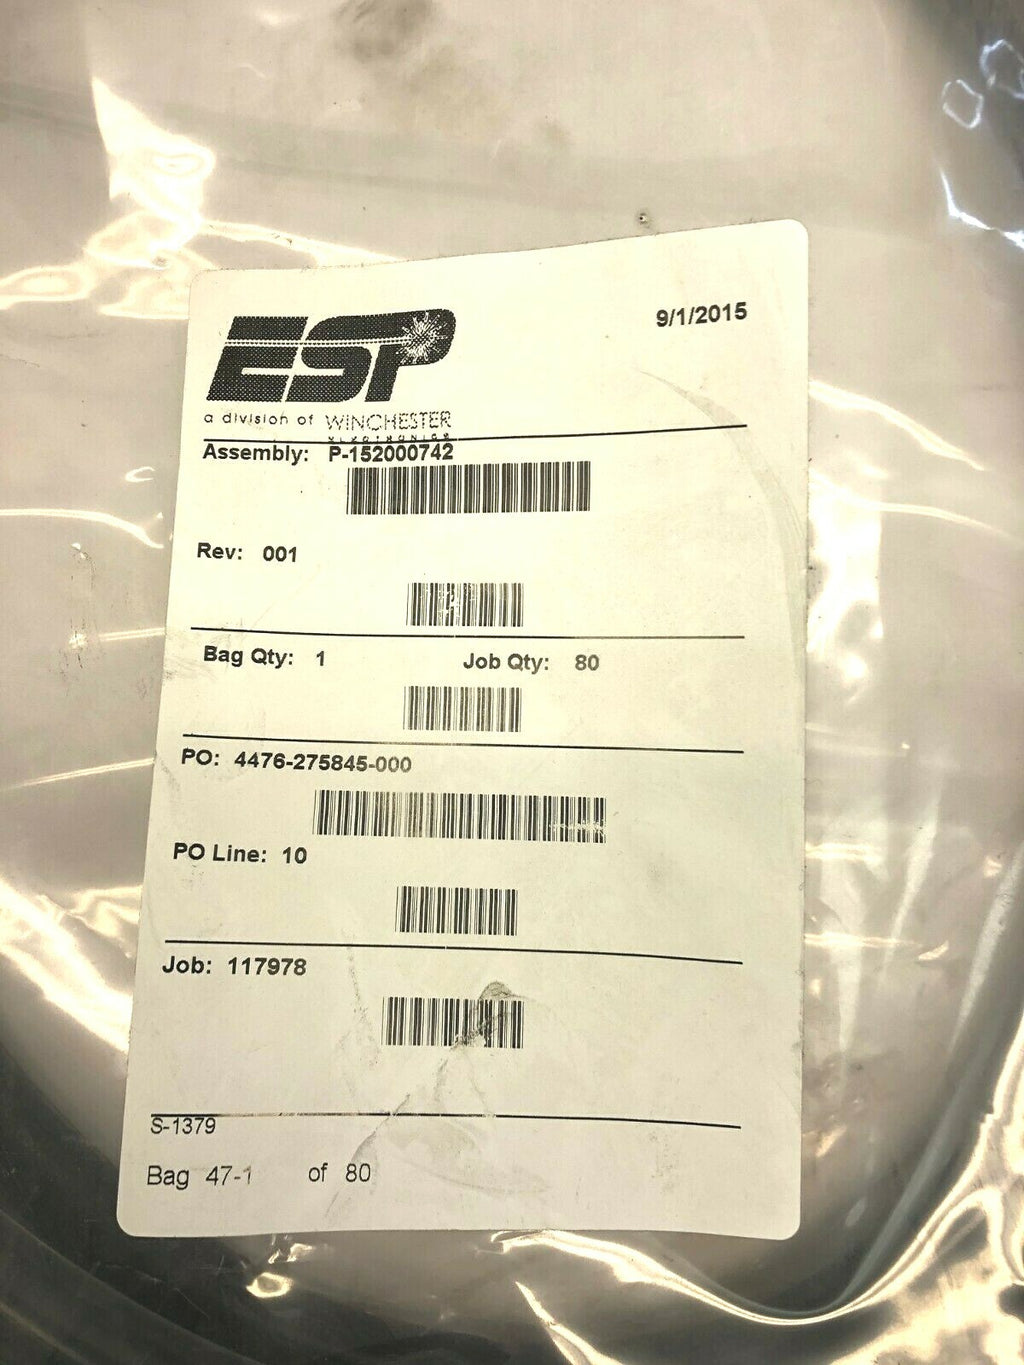 ESP
9/1/2015
a division of WINCHESTER
ELECTRONICS
Assembly: P-152000742
Rev: 001
Bag Qty: 1 Job Qty: 80
PO: 4476-275845-000
PO Line: 10
Job: 117978
S-1379
Bag 47-1 of 80